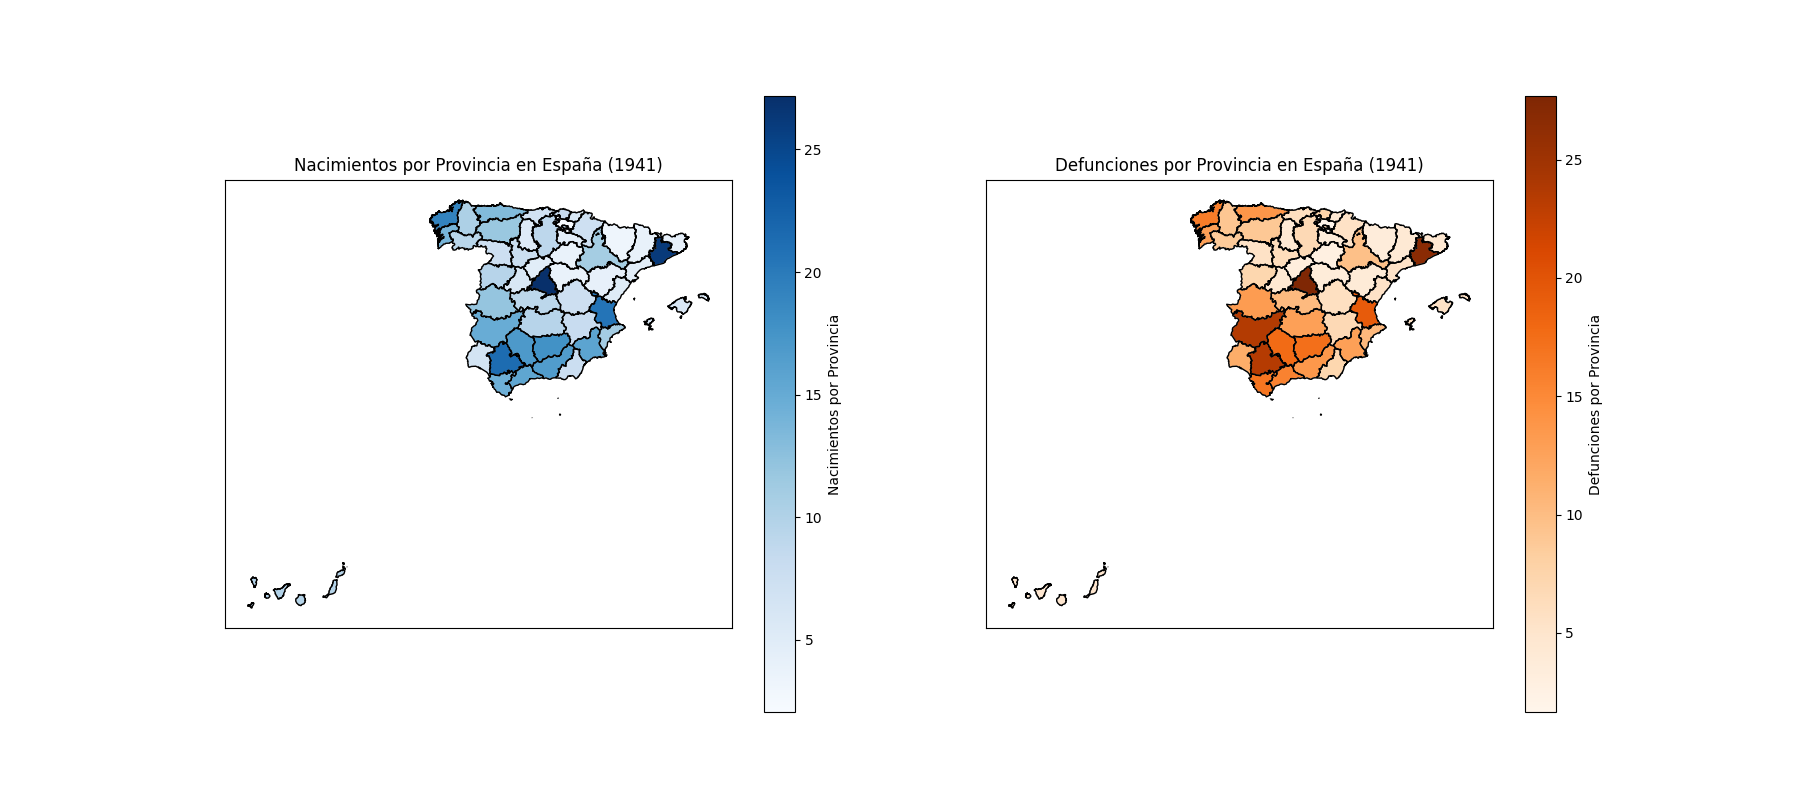 Nacimientos por Provincia en España (1941)
25
20
15
10
5
Nacimientos por Provincia
Defunciones por Provincia en España (1941)
25
20
15
10
5
Defunciones por Provincia